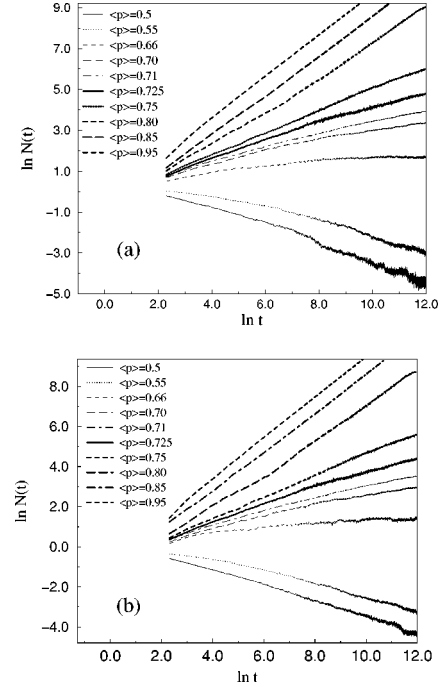 9.0
7.0
5.0
3.0
1.0
-1.0
-3.0
-5.0
ln N(t)
<p>=0.5
<p>=0.55
<p>=0.66
<p>=0.70
<p>=0.71
<p>=0.725
<p>=0.75
<p>=0.80
<p>=0.85
<p>=0.95
(a)
0.0 2.0 4.0 6.0 8.0 10.0 12.0
ln t
8.0
6.0
4.0
2.0
0.0
-2.0
-4.0
ln N(t)
<p>=0.5
<p>=0.55
<p>=0.66
<p>=0.70
<p>=0.71
<p>=0.725
<p>=0.75
<p>=0.80
<p>=0.85
<p>=0.95
(b)
0.0 2.0 4.0 6.0 8.0 10.0 12.0
ln t